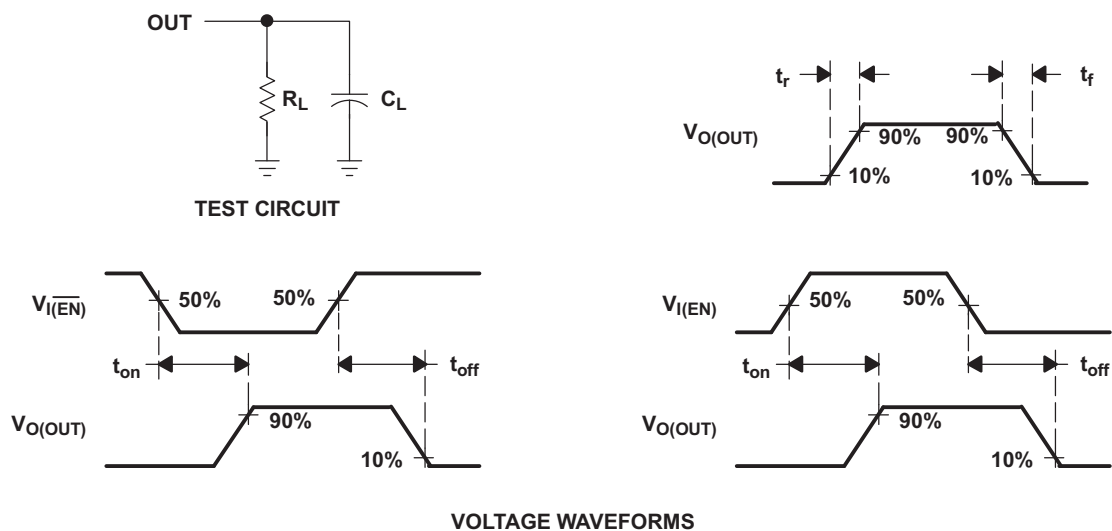 OUT
R_L
C_L
TEST CIRCUIT
t_r
t_f
V_O(OUT)
90%
90%
10%
10%
V_I(E̅N̅)
50%
50%
t_on
t_off
V_O(OUT)
90%
10%
V_I(EN)
50%
50%
t_on
t_off
V_O(OUT)
90%
10%
VOLTAGE WAVEFORMS